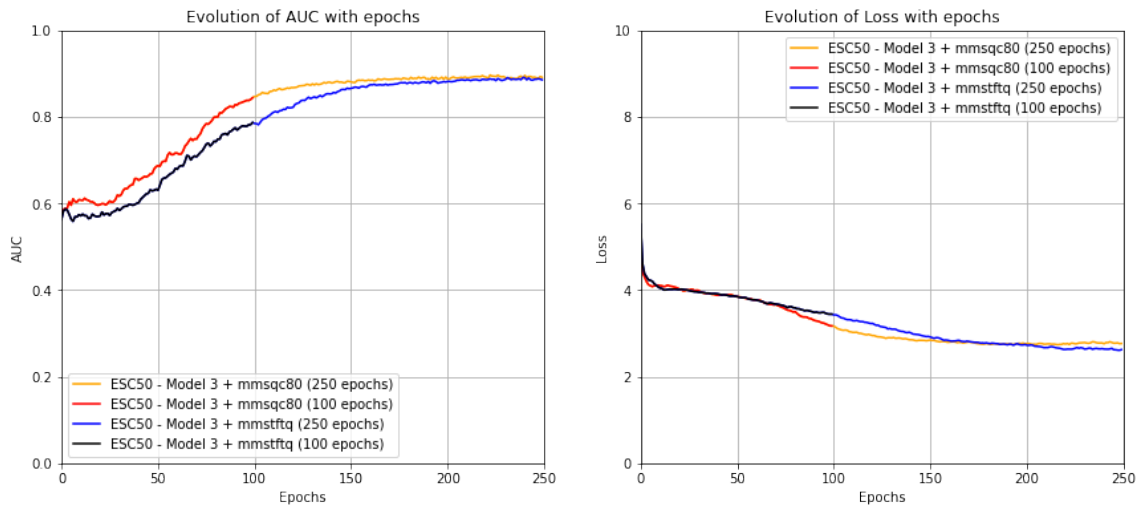 Evolution of AUC with epochs
1.0
0.8
0.6
0.4
0.2
0.0
AUC
ESC50 - Model 3 + mmsqc80 (250 epochs)
ESC50 - Model 3 + mmsqc80 (100 epochs)
ESC50 - Model 3 + mmstftq (250 epochs)
ESC50 - Model 3 + mmstftq (100 epochs)
0 50 100 150 200 250
Epochs
Evolution of Loss with epochs
10
8
6
4
2
0
Loss
ESC50 - Model 3 + mmsqc80 (250 epochs)
ESC50 - Model 3 + mmsqc80 (100 epochs)
ESC50 - Model 3 + mmstftq (250 epochs)
ESC50 - Model 3 + mmstftq (100 epochs)
0 50 100 150 200 250
Epochs